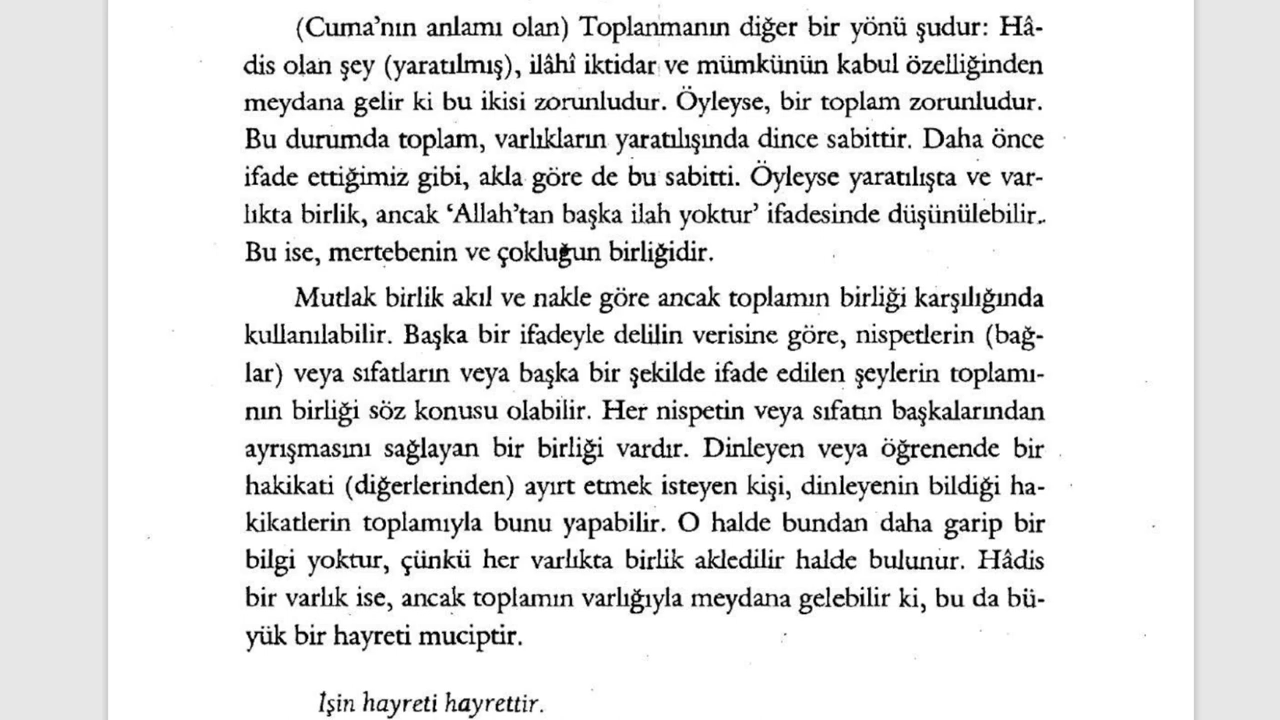 (Cuma’nın anlamı olan) Toplanmanın diğer bir yönü şudur: Hâ-
dis olan şey (yaratılmış), ilâhî iktidar ve mümkünün kabul özelliğinden
meydana gelir ki bu ikisi zorunludur. Öyleyse, bir toplam zorunludur.
Bu durumda toplam, varlıkların yaratılışında dince sabittir. Daha önce
ifade ettiğimiz gibi, akla göre de bu sabitti. Öyleyse yaratılışta ve var-
lıkta birlik, ancak ‘Allah’tan başka ilah yoktur’ ifadesinde düşünülebilir.
Bu ise, mertebenin ve çokluğun birliğidir.
Mutlak birlik akıl ve nakle göre ancak toplamın birliği karşılığında
kullanılabilir. Başka bir ifadeyle delilin verisine göre, nispetlerin (bağ-
lar) veya sıfatların veya başka bir şekilde ifade edilen şeylerin toplamı-
nın birliği söz konusu olabilir. Her nispetin veya sıfatın başkalarından
ayrışmasını sağlayan bir birliği vardır. Dinleyen veya öğrenende bir
hakikati (diğerlerinden) ayırt etmek isteyen kişi, dinleyenin bildiği ha-
kikatlerin toplamıyla bunu yapabilir. O halde bundan daha garip bir
bilgi yoktur, çünkü her varlıkta birlik akledilir halde bulunur. Hâdis
bir varlık ise, ancak toplamın varlığıyla meydana gelebilir ki, bu da bü-
yük bir hayreti muciptir.
İşin hayreti hayrettir.